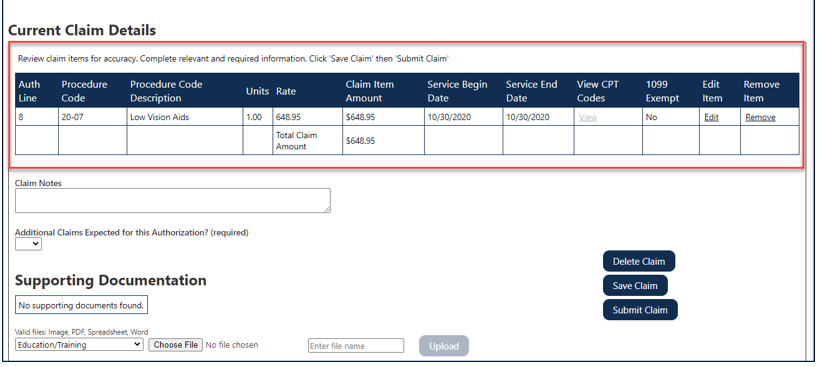 Current Claim Details
Review claim items for accuracy. Complete relevant and required information. Click 'Save Claim' then 'Submit Claim'
Auth Line Procedure Code Procedure Code Description Units Rate Claim Item Amount Service Begin Date Service End Date View CPT Codes 1099 Exempt Edit Item Remove Item
8 20-07 Low Vision Aids 1.00 648.95 $648.95 10/30/2020 10/30/2020 View No Edit Remove
Total Claim Amount $648.95
Claim Notes
Additional Claims Expected for this Authorization? (required)
Delete Claim
Save Claim
Submit Claim
Supporting Documentation
No supporting documents found.
Valid files: Image, PDF, Spreadsheet, Word
Education/Training Choose File No file chosen Enter file name Upload